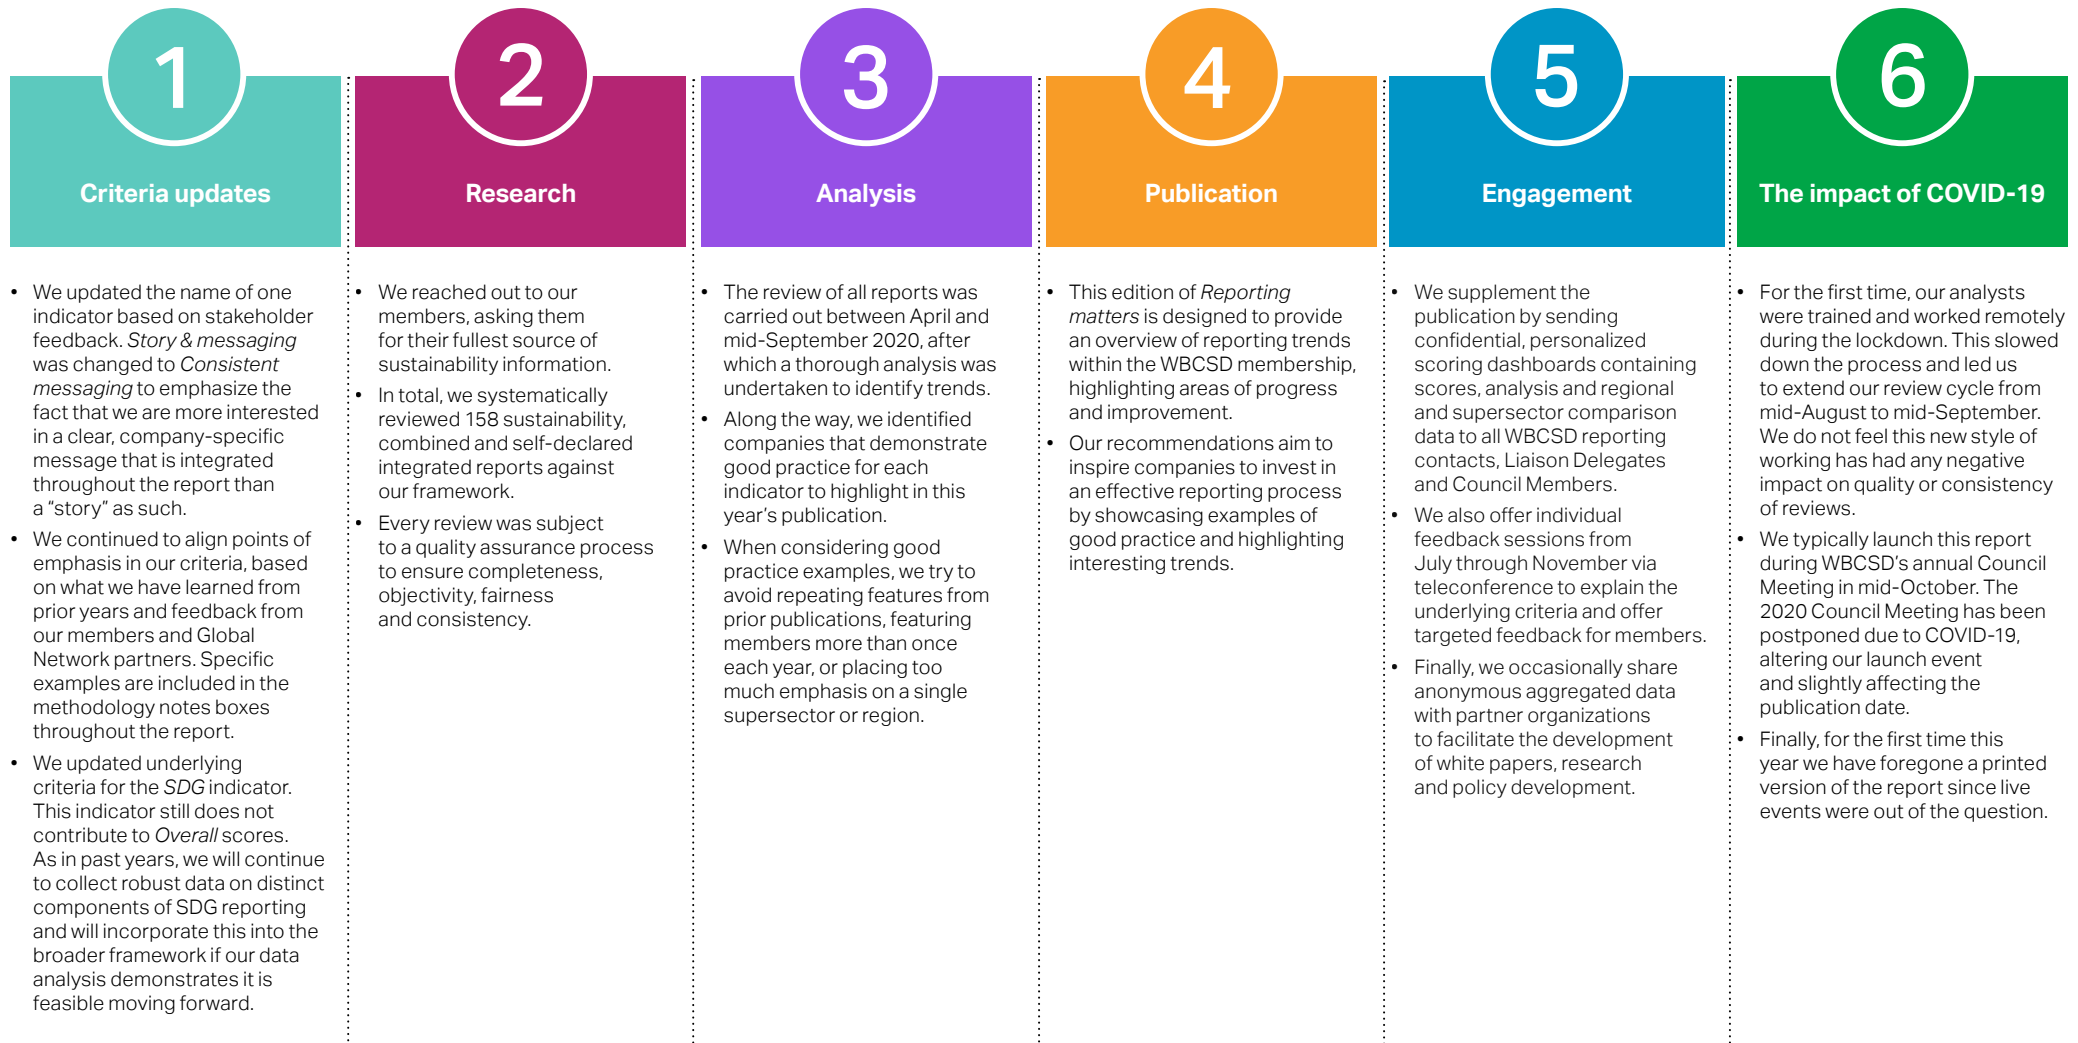 1
Criteria updates
• We updated the name of one
indicator based on stakeholder
feedback. Story & messaging
was changed to Consistent
messaging to emphasize the
fact that we are more interested
in a clear, company-specific
message that is integrated
throughout the report than
a “story” as such.
• We continued to align points of
emphasis in our criteria, based
on what we have learned from
prior years and feedback from
our members and Global
Network partners. Specific
examples are included in the
methodology notes boxes
throughout the report.
• We updated underlying
criteria for the SDG indicator.
This indicator still does not
contribute to Overall scores.
As in past years, we will continue
to collect robust data on distinct
components of SDG reporting
and will incorporate this into the
broader framework if our data
analysis demonstrates it is
feasible moving forward.
2
Research
• We reached out to our
members, asking them
for their fullest source of
sustainability information.
• In total, we systematically
reviewed 158 sustainability,
combined and self-declared
integrated reports against
our framework.
• Every review was subject
to a quality assurance process
to ensure completeness,
objectivity, fairness
and consistency.
3
Analysis
• The review of all reports was
carried out between April and
mid-September 2020, after
which a thorough analysis was
undertaken to identify trends.
• Along the way, we identified
companies that demonstrate
good practice for each
indicator to highlight in this
year’s publication.
• When considering good
practice examples, we try to
avoid repeating features from
prior publications, featuring
members more than once
each year, or placing too
much emphasis on a single
supersector or region.
4
Publication
• This edition of Reporting
matters is designed to provide
an overview of reporting trends
within the WBCSD membership,
highlighting areas of progress
and improvement.
• Our recommendations aim to
inspire companies to invest in
an effective reporting process
by showcasing examples of
good practice and highlighting
interesting trends.
5
Engagement
• We supplement the
publication by sending
confidential, personalized
scoring dashboards containing
scores, analysis and regional
and supersector comparison
data to all WBCSD reporting
contacts, Liaison Delegates
and Council Members.
• We also offer individual
feedback sessions from
July through November via
teleconference to explain the
underlying criteria and offer
targeted feedback for members.
• Finally, we occasionally share
anonymous aggregated data
with partner organizations
to facilitate the development
of white papers, research
and policy development.
6
The impact of COVID-19
• For the first time, our analysts
were trained and worked remotely
during the lockdown. This slowed
down the process and led us
to extend our review cycle from
mid-August to mid-September.
We do not feel this new style of
working has had any negative
impact on quality or consistency
of reviews.
• We typically launch this report
during WBCSD’s annual Council
Meeting in mid-October. The
2020 Council Meeting has been
postponed due to COVID-19,
altering our launch event
and slightly affecting the
publication date.
• Finally, for the first time this
year we have foregone a printed
version of the report since live
events were out of the question.